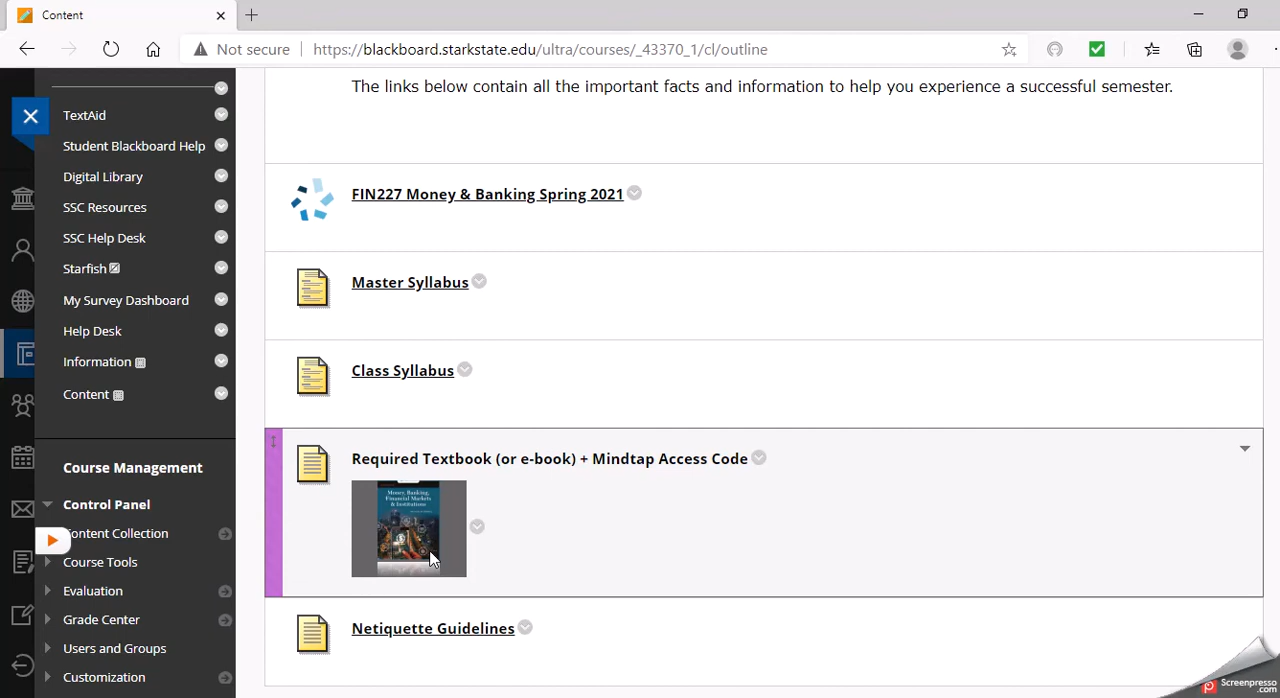 Content
Not secure
https://blackboard.starkstate.edu/ultra/courses/_43370_1/cl/outline
TextAid
Student Blackboard Help
Digital Library
SSC Resources
SSC Help Desk
Starfish
My Survey Dashboard
Help Desk
Information
Content
Course Management
Control Panel
Content Collection
Course Tools
Evaluation
Grade Center
Users and Groups
Customization
The links below contain all the important facts and information to help you experience a successful semester.
FIN227 Money & Banking Spring 2021
Master Syllabus
Class Syllabus
Required Textbook (or e-book) + Mindtap Access Code
Money, Banking,
Financial Markets
& Institutions
Netiquette Guidelines
Screenpresso
.com